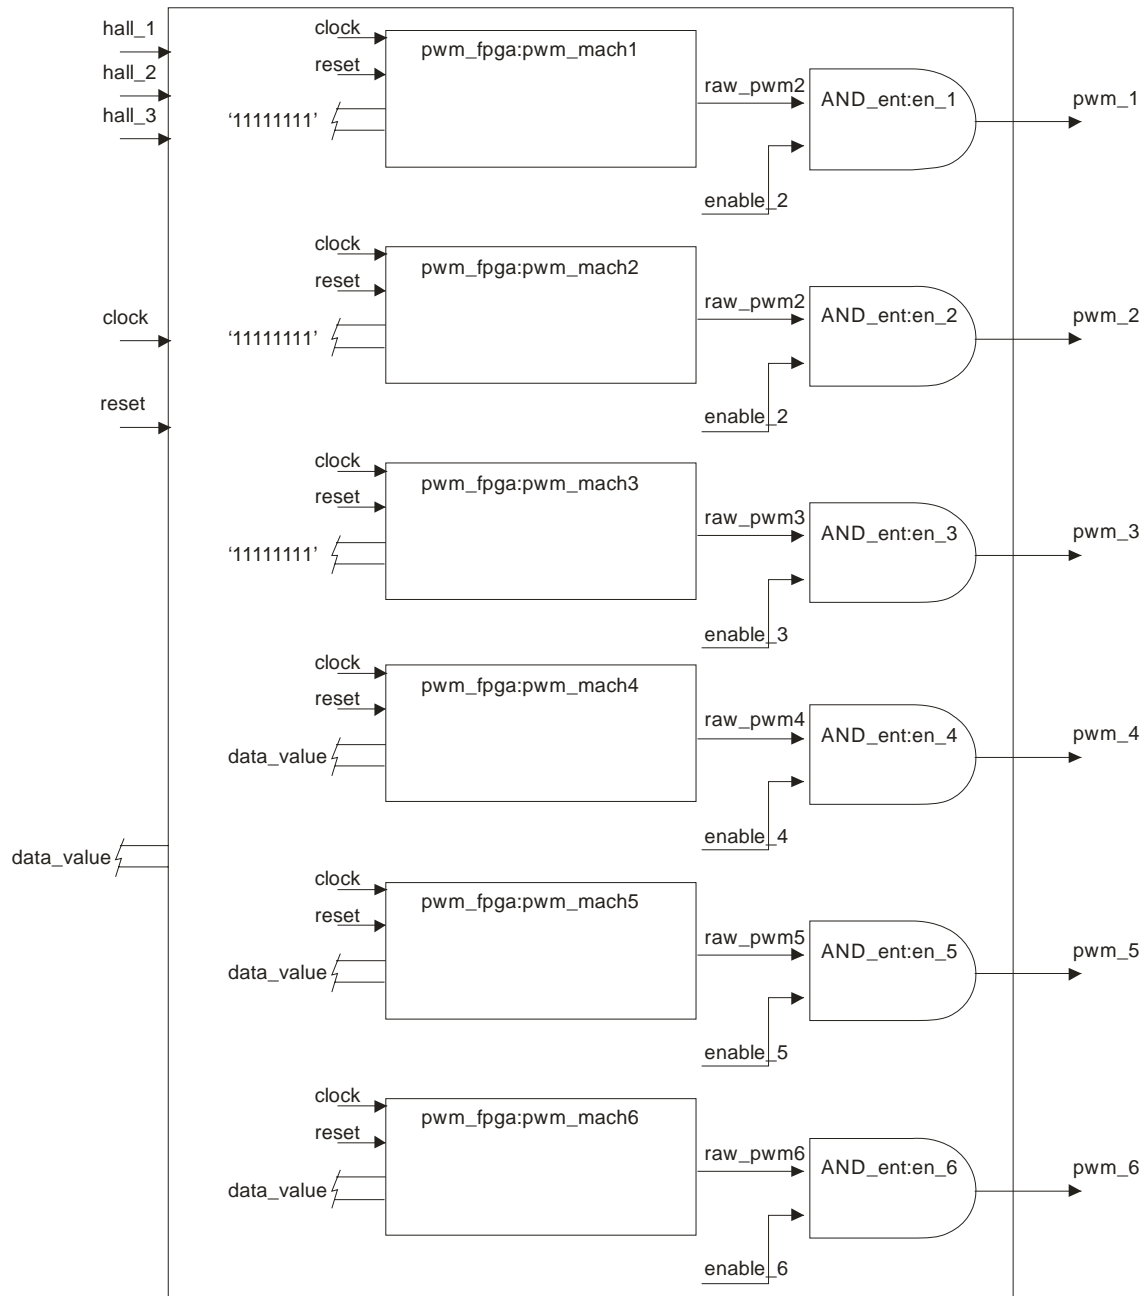 hall_1
hall_2
hall_3
clock
reset
data_value
clock
reset
‘11111111’
pwm_fpga:pwm_mach1
raw_pwm2
enable_2
AND_ent:en_1
pwm_1
clock
reset
‘11111111’
pwm_fpga:pwm_mach2
raw_pwm2
enable_2
AND_ent:en_2
pwm_2
clock
reset
‘11111111’
pwm_fpga:pwm_mach3
raw_pwm3
enable_3
AND_ent:en_3
pwm_3
clock
reset
data_value
pwm_fpga:pwm_mach4
raw_pwm4
enable_4
AND_ent:en_4
pwm_4
clock
reset
data_value
pwm_fpga:pwm_mach5
raw_pwm5
enable_5
AND_ent:en_5
pwm_5
clock
reset
data_value
pwm_fpga:pwm_mach6
raw_pwm6
enable_6
AND_ent:en_6
pwm_6